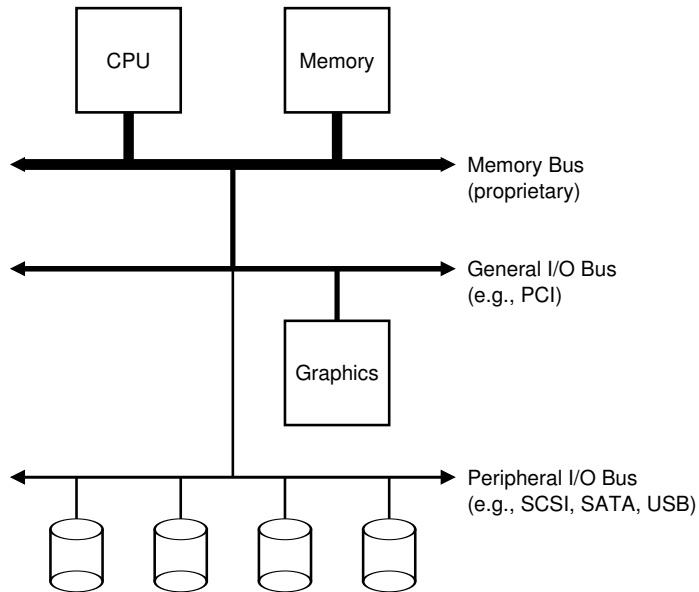 CPU
Memory
Memory Bus
(proprietary)
General I/O Bus
(e.g., PCI)
Graphics
Peripheral I/O Bus
(e.g., SCSI, SATA, USB)